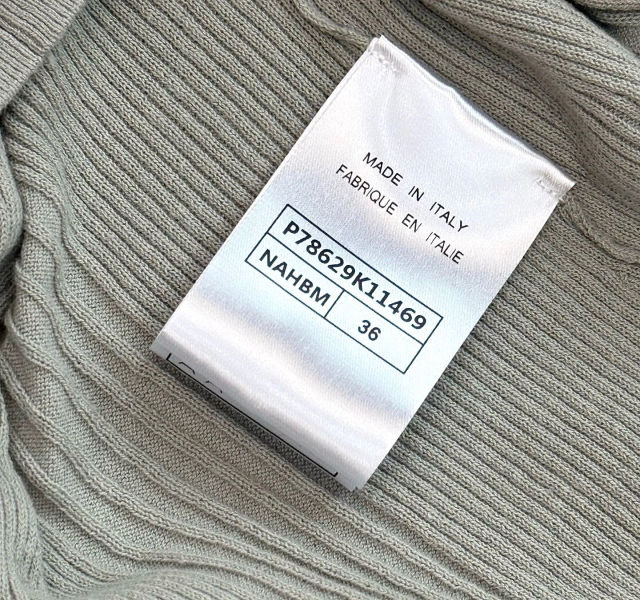 MADE IN ITALY
FABRIQUE EN ITALIE
P78629K11469
NAHBM 36